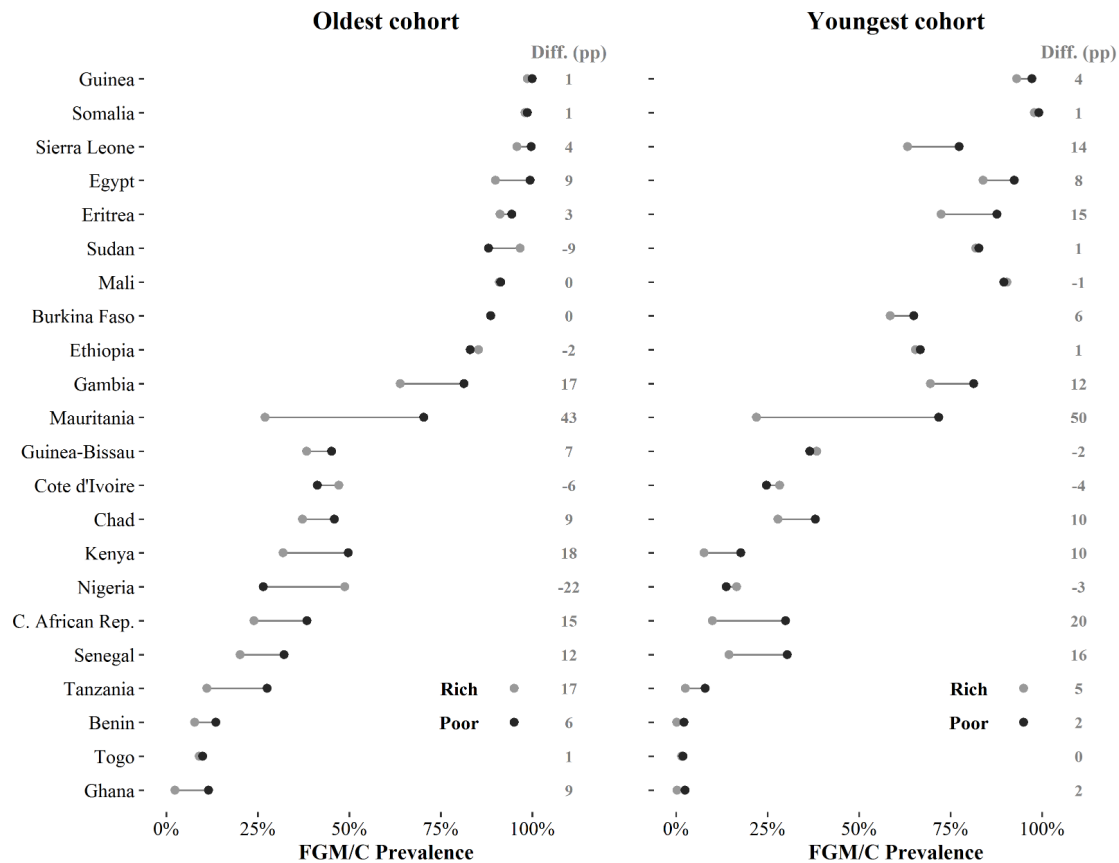 Oldest cohort Youngest cohort
Diff. (pp) Diff. (pp)
Guinea 1 4
Somalia 1 1
Sierra Leone 4 14
Egypt 9 8
Eritrea 3 15
Sudan -9 1
Mali 0 -1
Burkina Faso 0 6
Ethiopia -2 1
Gambia 17 12
Mauritania 43 50
Guinea-Bissau 7 -2
Cote d'Ivoire -6 -4
Chad 9 10
Kenya 18 10
Nigeria -22 -3
C. African Rep. 15 20
Senegal 12 16
Tanzania Rich 17 Rich 5
Benin Poor 6 Poor 2
Togo 1 0
Ghana 9 2
0% 25% 50% 75% 100% 0% 25% 50% 75% 100%
FGM/C Prevalence FGM/C Prevalence